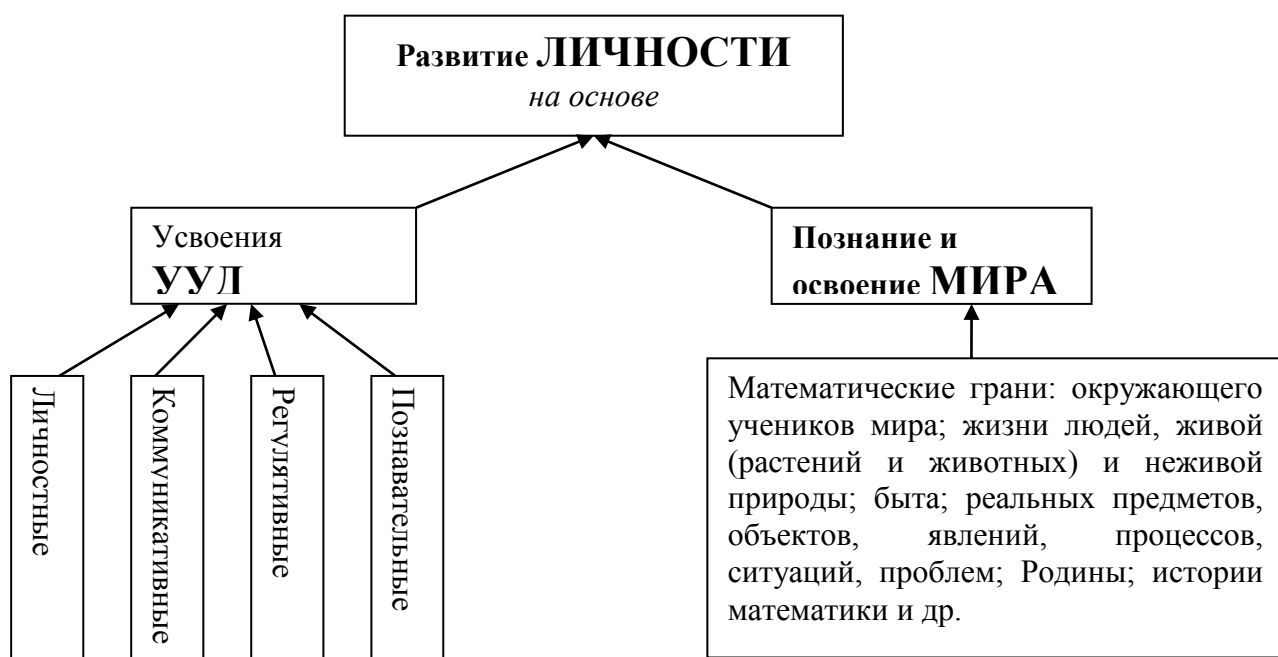 Развитие ЛИЧНОСТИ
на основе
Усвоения
УУД
Познание и
освоение МИРА
Личностные
Коммуникативные
Регулятивные
Познавательные
Математические грани: окружающего
учеников мира; жизни людей, живой
(растений и животных) и неживой
природы; быта; реальных предметов,
объектов, явлений, процессов,
ситуаций, проблем; Родины; истории
математики и др.